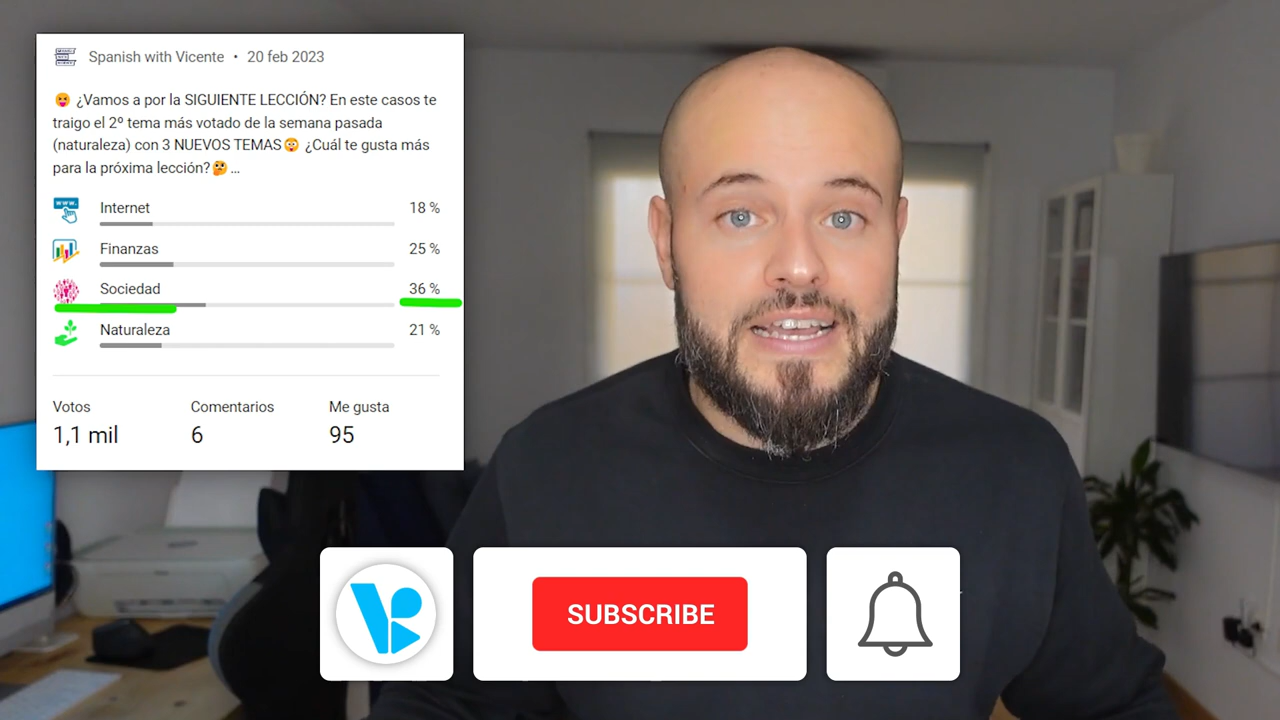 Spanish with Vicente • 20 feb 2023
¿Vamos a por la SIGUIENTE LECCIÓN? En este casos te
traigo el 2º tema más votado de la semana pasada
(naturaleza) con 3 NUEVOS TEMAS ¿Cuál te gusta más
para la próxima lección? ...
WWW.
Internet 18 %
Finanzas 25 %
Sociedad 36 %
Naturaleza 21 %
Votos Comentarios Me gusta
1,1 mil 6 95
SUBSCRIBE